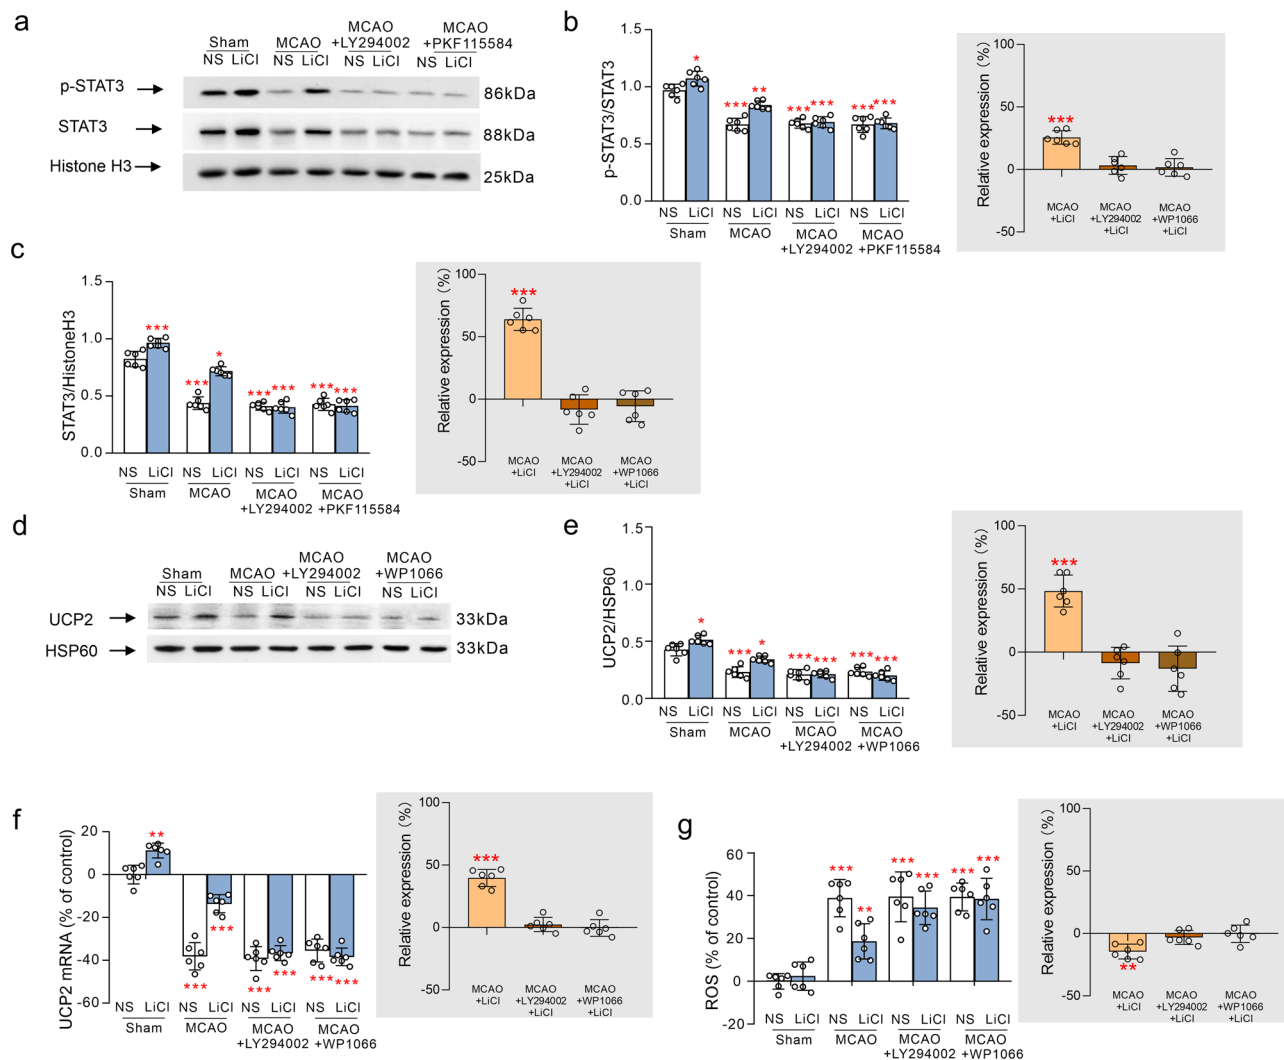 a
MCAO MCAO
Sham MCAO +LY294002 +PKF115584
NS LiCl NS LiCl NS LiCl NS LiCl
p-STAT3 86kDa
STAT3 88kDa
Histone H3 25kDa
b
p-STAT3/STAT3
1.5
1.0
0.5
0.0
* *** ** *** *** *** ***
NS LiCl NS LiCl NS LiCl NS LiCl
Sham MCAO MCAO MCAO
+LY294002 +PKF115584
Relative expression (%)
100
50
0
-50
***
MCAO MCAO MCAO
+LiCl +LY294002 +WP1066
+LiCl +LiCl
c
STAT3/HistoneH3
1.5
1.0
0.5
0.0
*** *** * *** *** *** ***
NS LiCl NS LiCl NS LiCl NS LiCl
Sham MCAO MCAO MCAO
+LY294002 +PKF115584
Relative expression (%)
100
50
0
-50
***
MCAO MCAO MCAO
+LiCl +LY294002 +WP1066
+LiCl +LiCl
d
MCAO MCAO
Sham MCAO +LY294002 +WP1066
NS LiCl NS LiCl NS LiCl NS LiCl
UCP2 33kDa
HSP60 33kDa
e
UCP2/HSP60
1.5
1.0
0.5
0.0
* *** * *** *** *** ***
NS LiCl NS LiCl NS LiCl NS LiCl
Sham MCAO MCAO MCAO
+LY294002 +WP1066
Relative expression (%)
100
50
0
-50
***
MCAO MCAO MCAO
+LiCl +LY294002 +WP1066
+LiCl +LiCl
f
UCP2 mRNA (% of control)
20
0
-20
-40
-60
** *** *** *** *** *** ***
NS LiCl NS LiCl NS LiCl NS LiCl
Sham MCAO MCAO MCAO
+LY294002 +WP1066
Relative expression (%)
100
50
0
-50
***
MCAO MCAO MCAO
+LiCl +LY294002 +WP1066
+LiCl +LiCl
g
ROS (% of control)
60
40
20
0
-20
*** ** *** *** *** ***
NS LiCl NS LiCl NS LiCl NS LiCl
Sham MCAO MCAO MCAO
+LY294002 +WP1066
Relative expression (%)
100
50
0
-50
**
MCAO MCAO MCAO
+LiCl +LY294002 +WP1066
+LiCl +LiCl